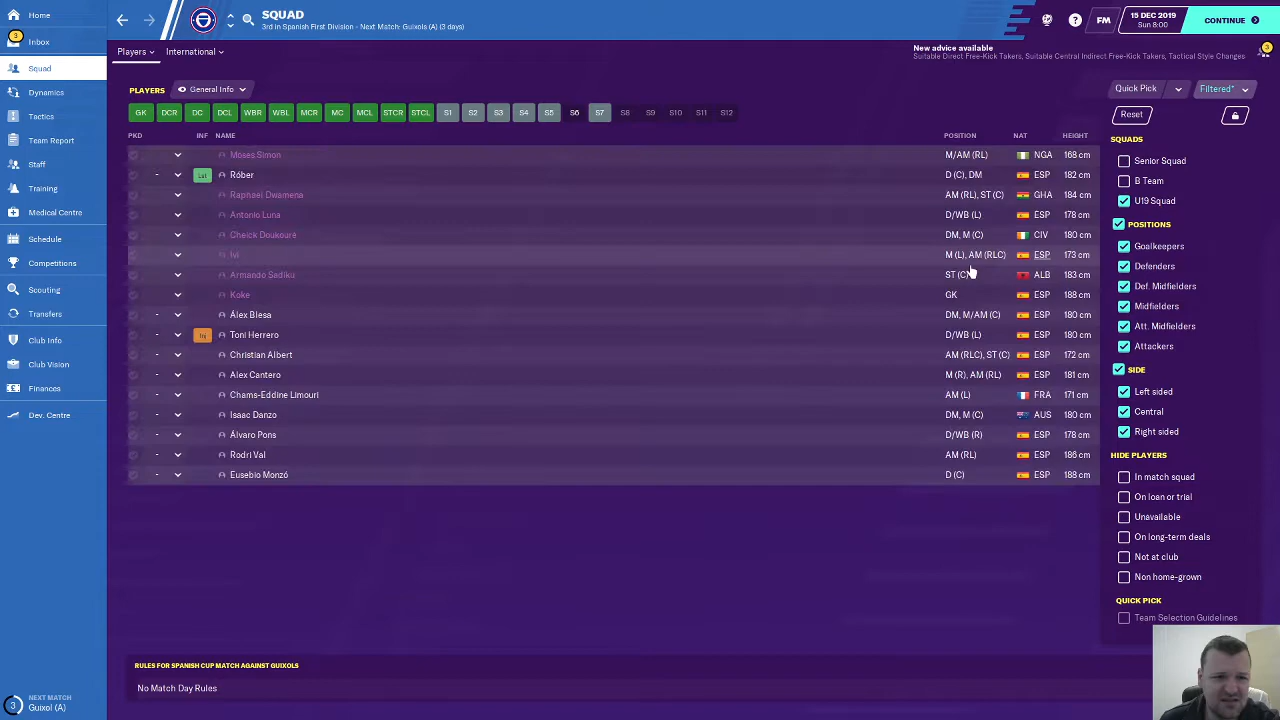 Home
3
Inbox
Squad
Dynamics
Tactics
Team Report
Staff
Training
Medical Centre
Schedule
Competitions
Scouting
Transfers
Club Info
Club Vision
Finances
Dev. Centre
3
NEXT MATCH
Guixol (A)
SQUAD
3rd in Spanish First Division - Next Match: Guixols (A) (3 days)
FM
15 DEC 2019
Sun 8:00
CONTINUE
Players
International
New advice available
Suitable Direct Free-Kick Takers, Suitable Central Indirect Free-Kick Takers, Tactical Style Changes
3
PLAYERS
General Info
Quick Pick
Filtered*
GK DCR DC DCL WBR WBL MCR MC MCL STCR STCL S1 S2 S3 S4 S5 S6 S7 S8 S9 S10 S11 S12
Reset
PKD INF NAME POSITION NAT HEIGHT
Moses Simon M/AM (RL) NGA 168 cm
- Lst Róber D (C), DM ESP 182 cm
Raphael Dwamena AM (RL), ST (C) GHA 184 cm
Antonio Luna D/WB (L) ESP 178 cm
Cheick Doukouré DM, M (C) CIV 180 cm
Ivi M (L), AM (RLC) ESP 173 cm
Armando Sadiku ST (C) ALB 183 cm
Koke GK ESP 188 cm
- Álex Blesa DM, M/AM (C) ESP 180 cm
- Inj Toni Herrero D/WB (L) ESP 180 cm
- Christian Albert AM (RLC), ST (C) ESP 172 cm
- Alex Cantero M (R), AM (RL) ESP 181 cm
- Chams-Eddine Limouri AM (L) FRA 171 cm
- Isaac Danzo DM, M (C) AUS 180 cm
- Álvaro Pons D/WB (R) ESP 178 cm
- Rodri Val AM (RL) ESP 186 cm
- Eusebio Monzó D (C) ESP 188 cm
SQUADS
Senior Squad
B Team
U19 Squad
POSITIONS
Goalkeepers
Defenders
Def. Midfielders
Midfielders
Att. Midfielders
Attackers
SIDE
Left sided
Central
Right sided
HIDE PLAYERS
In match squad
On loan or trial
Unavailable
On long-term deals
Not at club
Non home-grown
QUICK PICK
Team Selection Guidelines
RULES FOR SPANISH CUP MATCH AGAINST GUIXOLS
No Match Day Rules